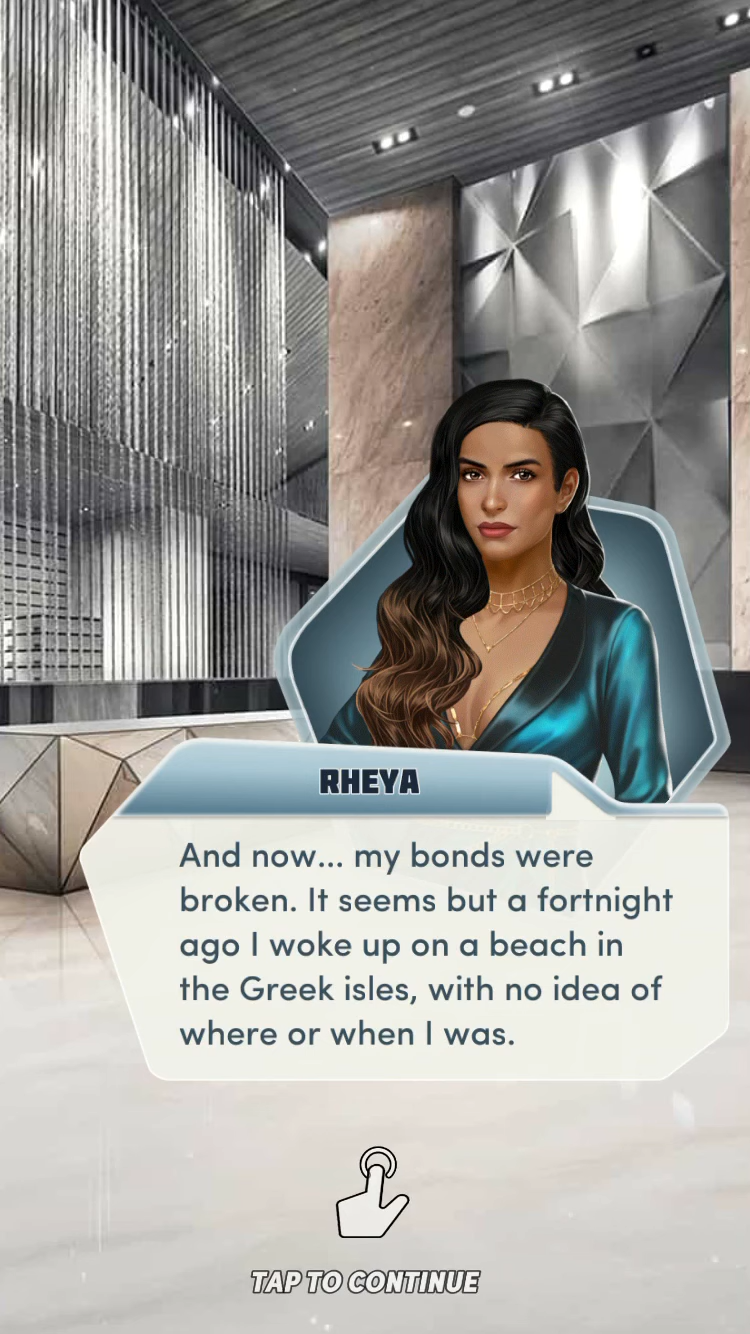 RHEYA
And now... my bonds were
broken. It seems but a fortnight
ago I woke up on a beach in
the Greek isles, with no idea of
where or when I was.
TAP TO CONTINUE